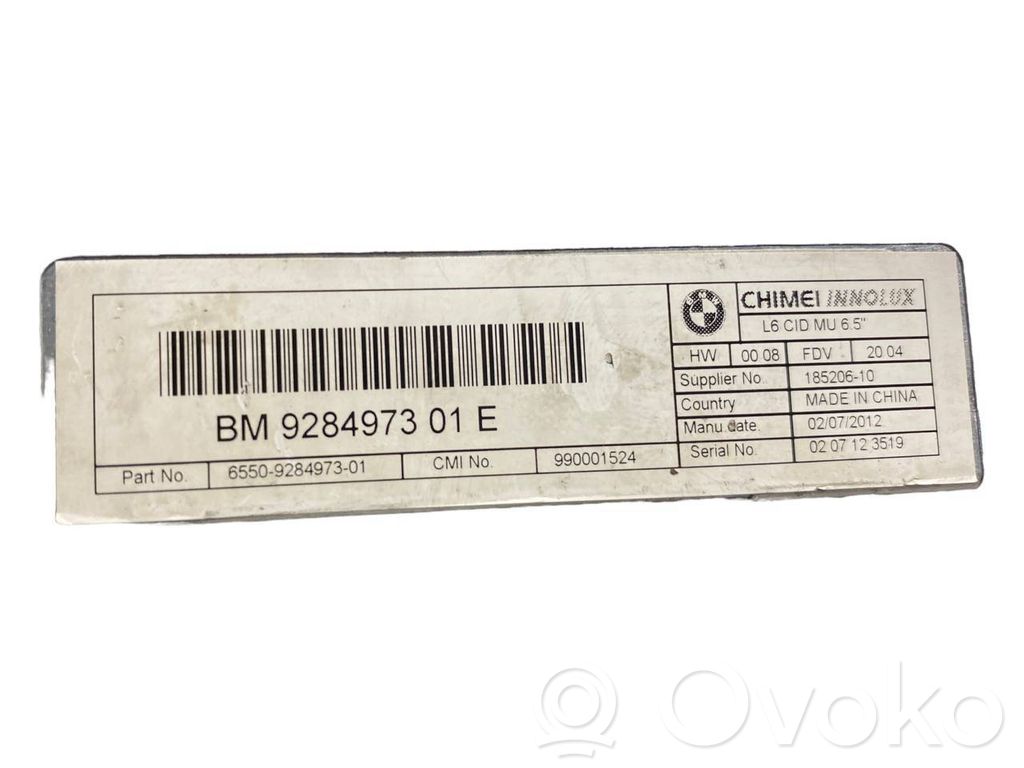 CHIMEI INNOLUX
L6 CID MU 6.5"
HW 00.08 FDV 20.04
Supplier No. 185206-10
Country MADE IN CHINA
Manu date. 02/07/2012
Serial No. 02 07 12 3519
BM 9284973 01 E
Part No. 6550-9284973-01 CMI No. 990001524
Ovoko